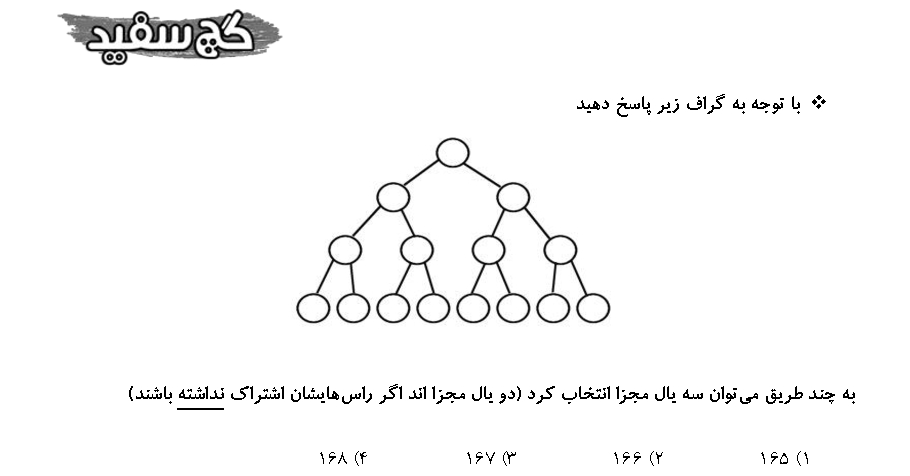 گچ سفید
❖ با توجه به گراف زیر پاسخ دهید
به چند طریق می‌توان سه یال مجزا انتخاب کرد (دو یال مجزا اند اگر راس‌هایشان اشتراک نداشته باشند)
۱) ۱۶۵ ۲) ۱۶۶ ۳) ۱۶۷ ۴) ۱۶۸